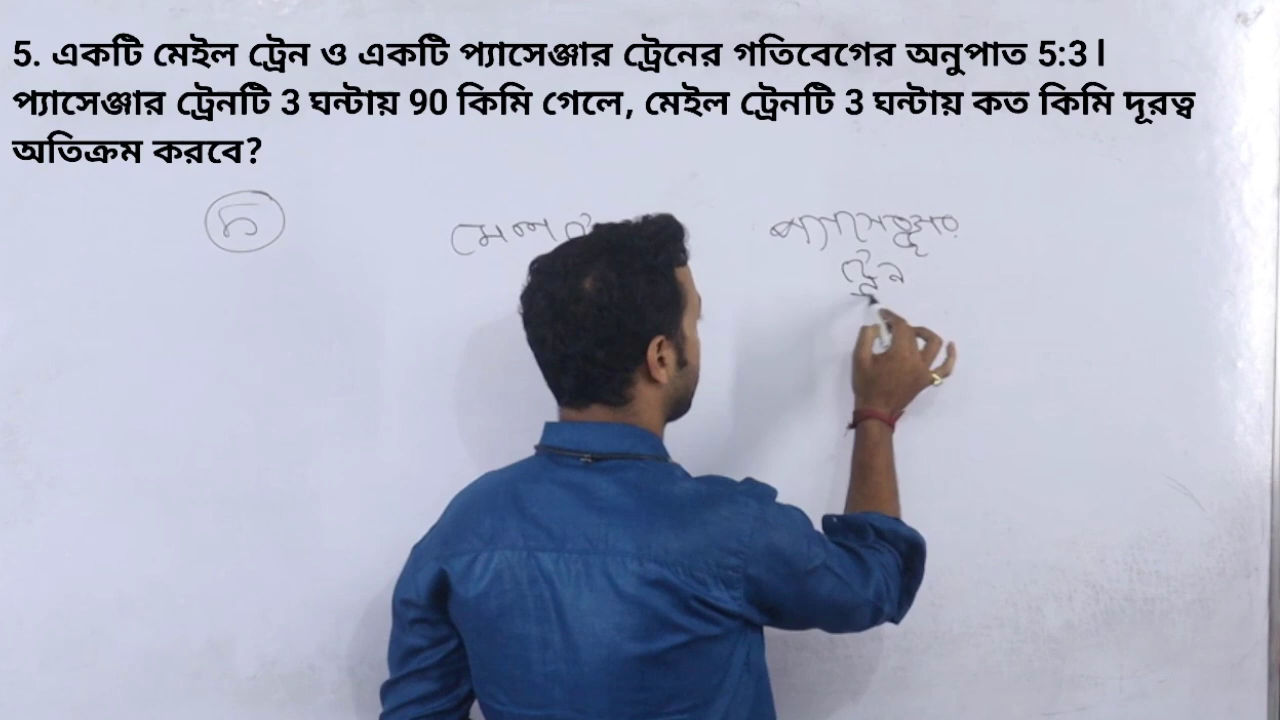 5. একটি মেইল ট্রেন ও একটি প্যাসেঞ্জার ট্রেনের গতিবেগের অনুপাত 5:3।
প্যাসেঞ্জার ট্রেনটি 3 ঘন্টায় 90 কিমি গেলে, মেইল ট্রেনটি 3 ঘন্টায় কত কিমি দূরত্ব
অতিক্রম করবে?
মেল
প্যাসেঞ্জার
ট্রেন